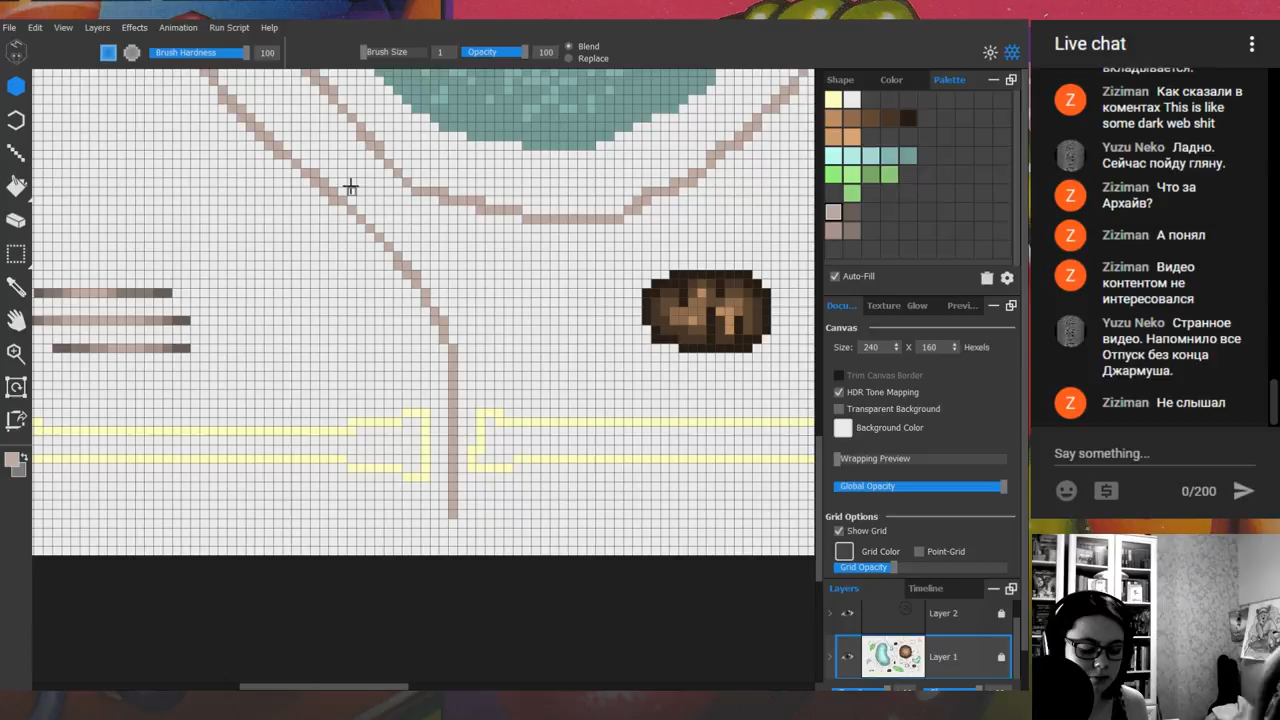 File Edit View Layers Effects Animation Run Script Help
Brush Hardness 100 Brush Size 1 Opacity 100 Blend
Replace
Shape Color Palette
Auto-Fill
Docu... Texture Glow Previ...
Canvas
Size: 240 X 160 Hexels
Trim Canvas Border
HDR Tone Mapping
Transparent Background
Background Color
Wrapping Preview
Global Opacity
Grid Options
Show Grid
Grid Color Point-Grid
Grid Opacity
Layers Timeline
Layer 2
Layer 1
Live chat
вкладывается.
Ziziman Как сказали в
коментах This is like
some dark web shit
Yuzu Neko Ладно.
Сейчас пойду гляну.
Ziziman Что за
Архайв?
Ziziman А понял
Ziziman Видео
контентом не
интересовался
Yuzu Neko Странное
видео. Напомнило все
Отпуск без конца
Джармуша.
Ziziman Не слышал
Say something...
0/200